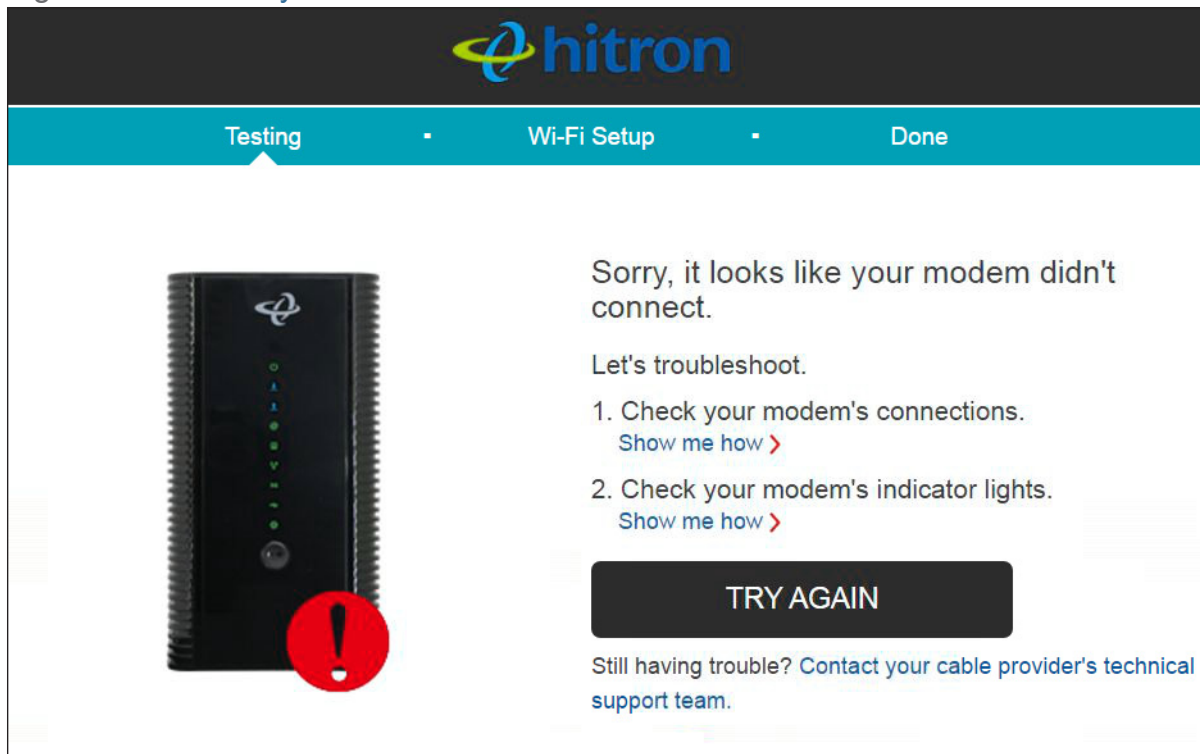 hitron
Testing
Wi-Fi Setup
Done
Sorry, it looks like your modem didn't
connect.
Let's troubleshoot.
1. Check your modem's connections.
Show me how
2. Check your modem's indicator lights.
Show me how
TRY AGAIN
Still having trouble? Contact your cable provider's technical
support team.